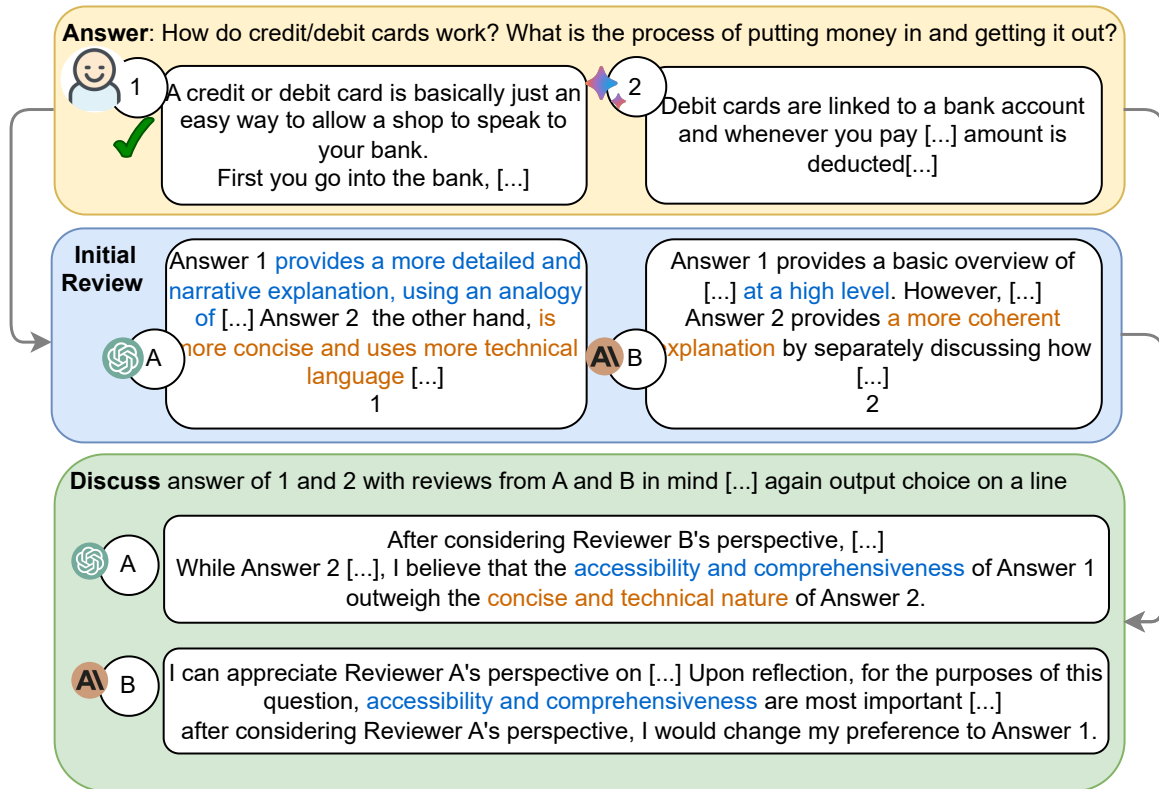 Answer: How do credit/debit cards work? What is the process of putting money in and getting it out?
1
A credit or debit card is basically just an
easy way to allow a shop to speak to
your bank.
First you go into the bank, [...]
2
Debit cards are linked to a bank account
and whenever you pay [...] amount is
deducted[...]
Initial
Review
A
Answer 1 provides a more detailed and
narrative explanation, using an analogy
of [...] Answer 2 the other hand, is
more concise and uses more technical
language [...]
1
B
Answer 1 provides a basic overview of
[...] at a high level. However, [...]
Answer 2 provides a more coherent
explanation by separately discussing how
[...]
2
Discuss answer of 1 and 2 with reviews from A and B in mind [...] again output choice on a line
A
After considering Reviewer B's perspective, [...]
While Answer 2 [...], I believe that the accessibility and comprehensiveness of Answer 1
outweigh the concise and technical nature of Answer 2.
B
I can appreciate Reviewer A's perspective on [...] Upon reflection, for the purposes of this
question, accessibility and comprehensiveness are most important [...]
after considering Reviewer A's perspective, I would change my preference to Answer 1.